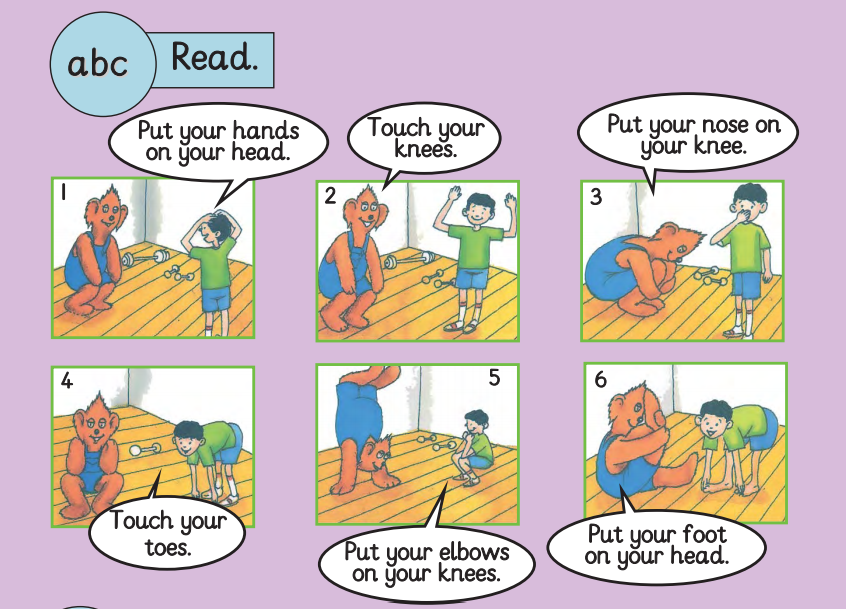 abc Read.
Put your hands
on your head.
Touch your
knees.
Put your nose on
your knee.
1
2
3
4
Touch your
toes.
5
Put your elbows
on your knees.
6
Put your foot
on your head.